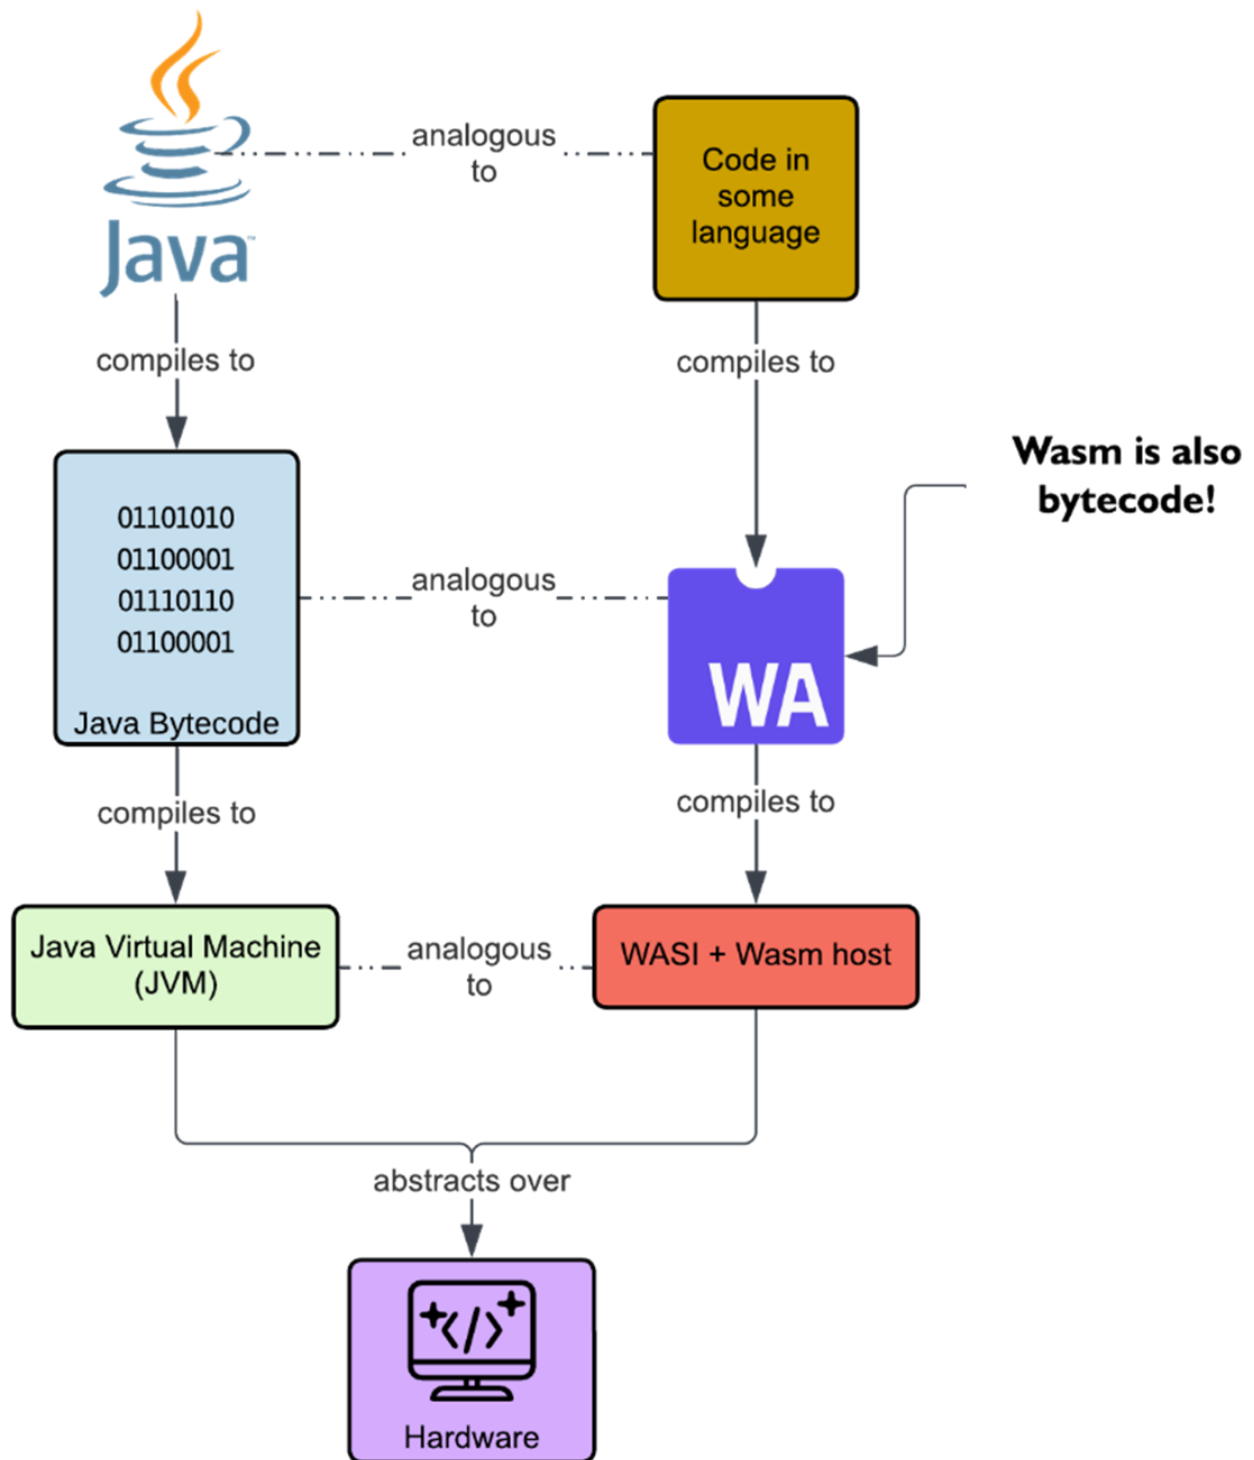 analogous
to
Code in
some
language
Java™
compiles to
compiles to
Wasm is also
bytecode!
01101010
01100001
01110110
01100001
Java Bytecode
analogous
to
WA
compiles to
compiles to
Java Virtual Machine
(JVM)
analogous
to
WASI + Wasm host
abstracts over
</>
Hardware